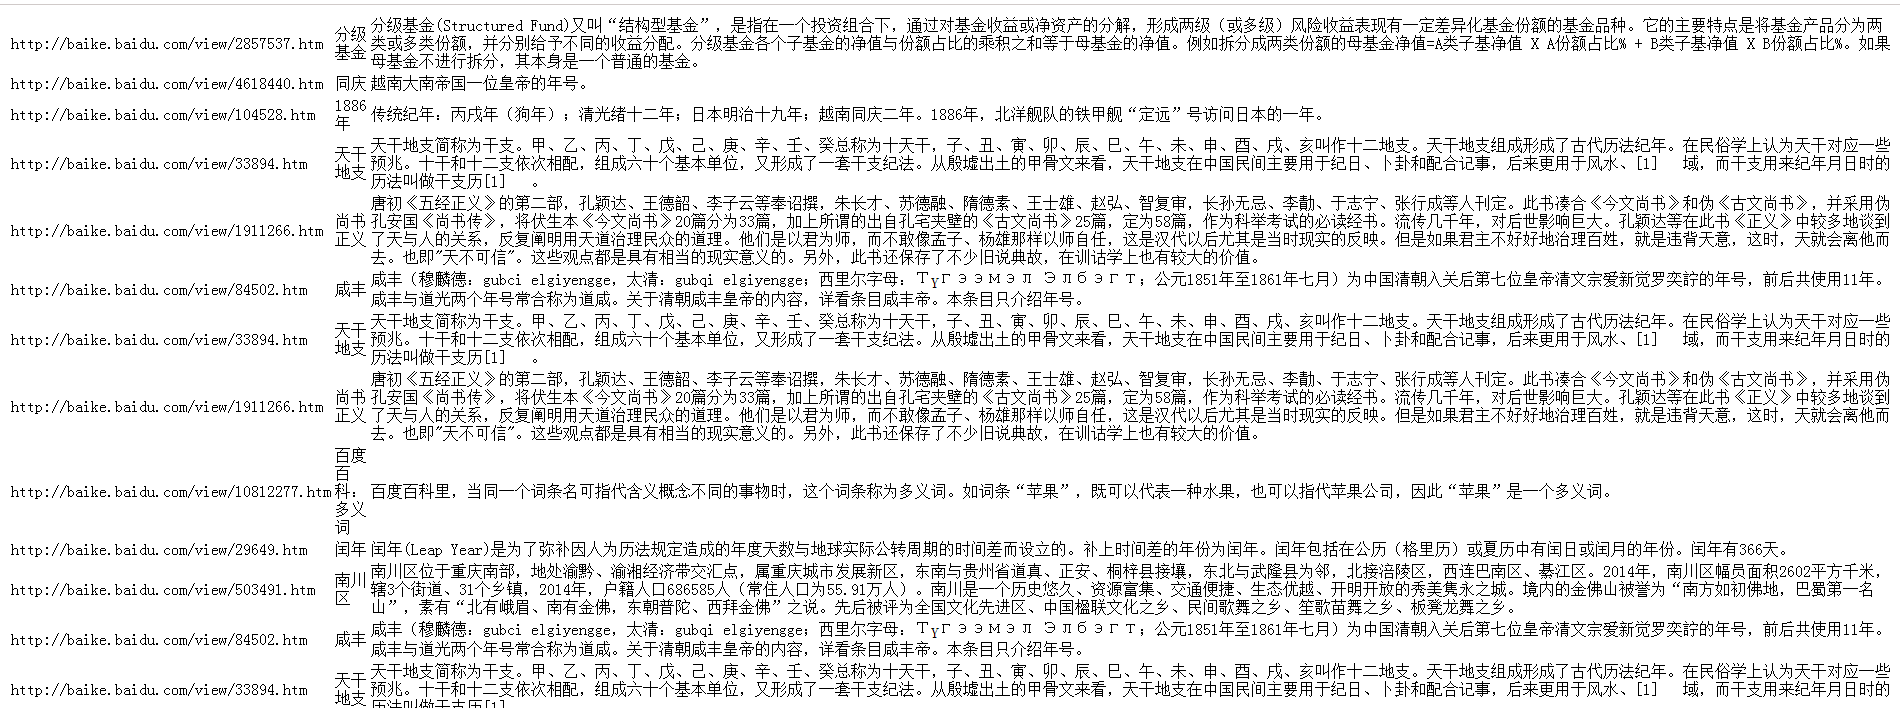 分级基金(Structured Fund)又叫“结构型基金”，是指在一个投资组合下，通过对基金收益或净资产的分解，形成两级（或多级）风险收益表现有一定差异化基金份额的基金品种。它的主要特点是将基金产品分为两
http://baike.baidu.com/view/2857537.htm 分级基金 类或多类份额，并分别给予不同的收益分配。分级基金各个子基金的净值与份额占比的乘积之和等于母基金的净值。例如拆分成两类份额的母基金净值=A类子基净值 X A份额占比% + B类子基净值 X B份额占比%。如果
母基金不进行拆分，其本身是一个普通的基金。
http://baike.baidu.com/view/4618440.htm 同庆 越南大南帝国一位皇帝的年号。
http://baike.baidu.com/view/104528.htm 1886年 传统纪年：丙戌年（狗年）；清光绪十二年；日本明治十九年；越南同庆二年。1886年，北洋舰队的铁甲舰“定远”号访问日本的一年。
天干地支简称为干支。甲、乙、丙、丁、戊、己、庚、辛、壬、癸总称为十天干，子、丑、寅、卯、辰、巳、午、未、申、酉、戌、亥叫作十二地支。天干地支组成形成了古代历法纪年。在民俗学上认为天干对应一些
http://baike.baidu.com/view/33894.htm 天干地支 预兆。十干和十二支依次相配，组成六十个基本单位，又形成了一套干支纪法。从殷墟出土的甲骨文来看，天干地支在中国民间主要用于纪日、卜卦和配合记事，后来更用于风水、[1] 域，而干支用来纪年月日时的
历法叫做干支历[1] 。
唐初《五经正义》的第二部，孔颖达、王德韶、李子云等奉诏撰，朱长才、苏德融、隋德素、王士雄、赵弘、智复审，长孙无忌、李勣、于志宁、张行成等人刊定。此书凑合《今文尚书》和伪《古文尚书》，并采用伪
http://baike.baidu.com/view/1911266.htm 尚书正义 孔安国《尚书传》，将伏生本《今文尚书》20篇分为33篇，加上所谓的出自孔宅夹壁的《古文尚书》25篇，定为58篇，作为科举考试的必读经书。流传几千年，对后世影响巨大。孔颖达等在此书《正义》中较多地谈到
了天与人的关系，反复阐明用天道治理民众的道理。他们是以君为师，而不敢像孟子、杨雄那样以师自任，这是汉代以后尤其是当时现实的反映。但是如果君主不好好地治理百姓，就是违背天意，这时，天就会离他而
去。也即"天不可信"。这些观点都是具有相当的现实意义的。另外，此书还保存了不少旧说典故，在训诂学上也有较大的价值。
http://baike.baidu.com/view/84502.htm 咸丰 咸丰（穆麟德：gubci elgiyengge，太清：gubqi elgiyengge；西里尔字母：Түгээмэл Элбэгт；公元1851年至1861年七月）为中国清朝入关后第七位皇帝清文宗爱新觉罗奕詝的年号，前后共使用11年。
咸丰与道光两个年号常合称为道咸。关于清朝咸丰皇帝的内容，详看条目咸丰帝。本条目只介绍年号。
天干地支简称为干支。甲、乙、丙、丁、戊、己、庚、辛、壬、癸总称为十天干，子、丑、寅、卯、辰、巳、午、未、申、酉、戌、亥叫作十二地支。天干地支组成形成了古代历法纪年。在民俗学上认为天干对应一些
http://baike.baidu.com/view/33894.htm 天干地支 预兆。十干和十二支依次相配，组成六十个基本单位，又形成了一套干支纪法。从殷墟出土的甲骨文来看，天干地支在中国民间主要用于纪日、卜卦和配合记事，后来更用于风水、[1] 域，而干支用来纪年月日时的
历法叫做干支历[1] 。
唐初《五经正义》的第二部，孔颖达、王德韶、李子云等奉诏撰，朱长才、苏德融、隋德素、王士雄、赵弘、智复审，长孙无忌、李勣、于志宁、张行成等人刊定。此书凑合《今文尚书》和伪《古文尚书》，并采用伪
http://baike.baidu.com/view/1911266.htm 尚书正义 孔安国《尚书传》，将伏生本《今文尚书》20篇分为33篇，加上所谓的出自孔宅夹壁的《古文尚书》25篇，定为58篇，作为科举考试的必读经书。流传几千年，对后世影响巨大。孔颖达等在此书《正义》中较多地谈到
了天与人的关系，反复阐明用天道治理民众的道理。他们是以君为师，而不敢像孟子、杨雄那样以师自任，这是汉代以后尤其是当时现实的反映。但是如果君主不好好地治理百姓，就是违背天意，这时，天就会离他而
去。也即"天不可信"。这些观点都是具有相当的现实意义的。另外，此书还保存了不少旧说典故，在训诂学上也有较大的价值。
http://baike.baidu.com/view/10812277.htm 百度百科：多义词 百度百科里，当同一个词条名可指代含义概念不同的事物时，这个词条称为多义词。如词条“苹果”，既可以代表一种水果，也可以指代苹果公司，因此“苹果”是一个多义词。
http://baike.baidu.com/view/29649.htm 闰年 闰年(Leap Year)是为了弥补因人为历法规定造成的年度天数与地球实际公转周期的时间差而设立的。补上时间差的年份为闰年。闰年包括在公历（格里历）或夏历中有闰日或闰月的年份。闰年有366天。
南川区位于重庆南部，地处渝黔、渝湘经济带交汇点，属重庆城市发展新区，东南与贵州省道真、正安、桐梓县接壤，东北与武隆县为邻，北接涪陵区，西连巴南区、綦江区。2014年，南川区幅员面积2602平方千米，
http://baike.baidu.com/view/503491.htm 南川区 辖3个街道、31个乡镇，2014年，户籍人口686585人（常住人口为55.91万人）。南川是一个历史悠久、资源富集、交通便捷、生态优越、开明开放的秀美隽永之城。境内的金佛山被誉为“南方如初佛地，巴蜀第一名
山”，素有“北有峨眉、南有金佛，东朝普陀、西拜金佛”之说。先后被评为全国文化先进区、中国楹联文化之乡、民间歌舞之乡、笙歌苗舞之乡、板凳龙舞之乡。
http://baike.baidu.com/view/84502.htm 咸丰 咸丰（穆麟德：gubci elgiyengge，太清：gubqi elgiyengge；西里尔字母：Түгээмэл Элбэгт；公元1851年至1861年七月）为中国清朝入关后第七位皇帝清文宗爱新觉罗奕詝的年号，前后共使用11年。
咸丰与道光两个年号常合称为道咸。关于清朝咸丰皇帝的内容，详看条目咸丰帝。本条目只介绍年号。
天干地支简称为干支。甲、乙、丙、丁、戊、己、庚、辛、壬、癸总称为十天干，子、丑、寅、卯、辰、巳、午、未、申、酉、戌、亥叫作十二地支。天干地支组成形成了古代历法纪年。在民俗学上认为天干对应一些
http://baike.baidu.com/view/33894.htm 天干地支 预兆。十干和十二支依次相配，组成六十个基本单位，又形成了一套干支纪法。从殷墟出土的甲骨文来看，天干地支在中国民间主要用于纪日、卜卦和配合记事，后来更用于风水、[1] 域，而干支用来纪年月日时的
历法叫做干支历[1]